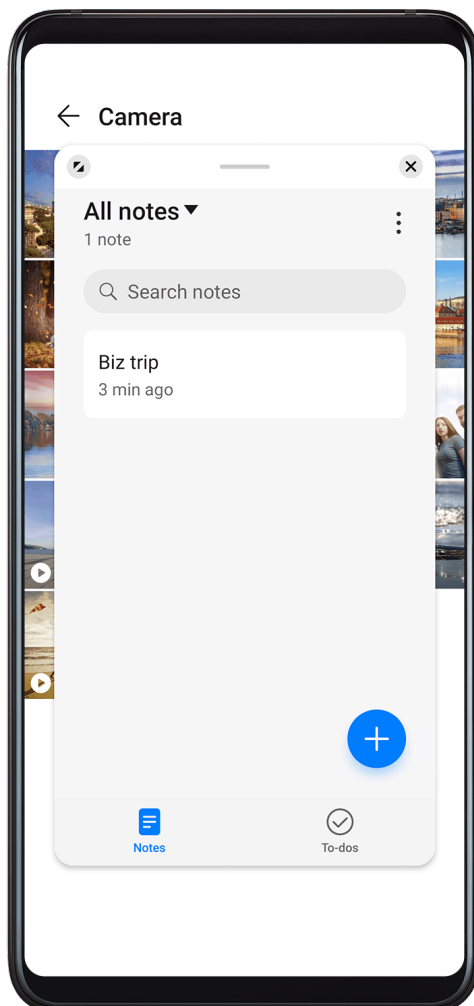 Camera
All notes
1 note
Search notes
Biz trip
3 min ago
Notes
To-dos